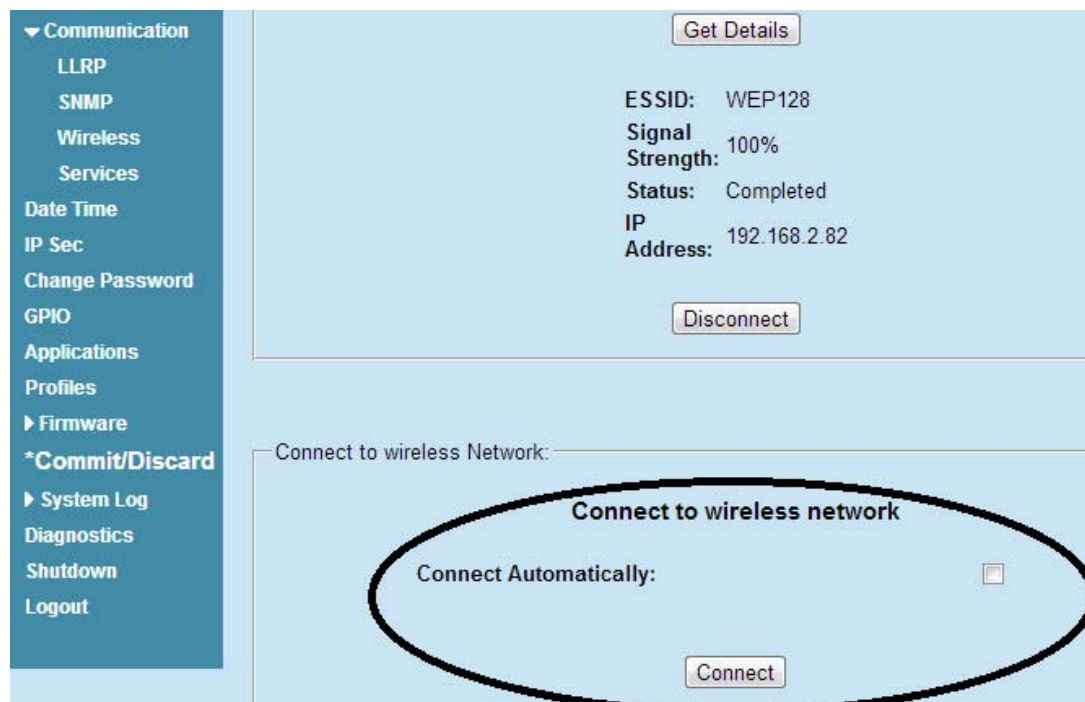 Communication
LLRP
SNMP
Wireless
Services
Date Time
IP Sec
Change Password
GPIO
Applications
Profiles
Firmware
*Commit/Discard
System Log
Diagnostics
Shutdown
Logout
Get Details
ESSID: WEP128
Signal
Strength: 100%
Status: Completed
IP
Address: 192.168.2.82
Disconnect
Connect to wireless Network:
Connect to wireless network
Connect Automatically:
Connect